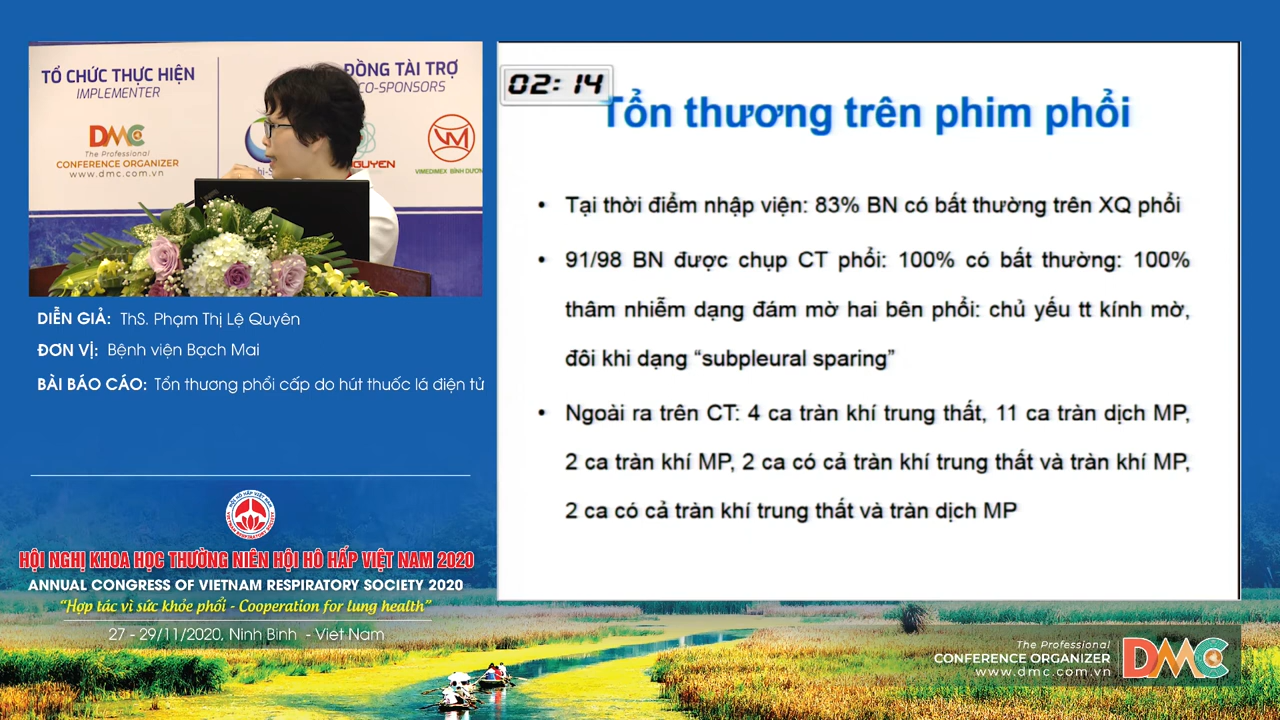 TỔ CHỨC THỰC HIỆN
IMPLEMENTER
DMC
The Professional
CONFERENCE ORGANIZER
www.dmc.com.vn
ĐỒNG TÀI TRỢ
CO-SPONSORS
VM
VIMEDIMEX BÌNH DƯƠN
DIỄN GIẢ: ThS. Phạm Thị Lệ Quyên
ĐƠN VỊ: Bệnh viện Bạch Mai
BÀI BÁO CÁO: Tổn thương phổi cấp do hút thuốc lá điện tử
HỘI HÔ HẤP VIỆT NAM
HỘI NGHỊ KHOA HỌC THƯỜNG NIÊN HỘI HÔ HẤP VIỆT NAM 2020
ANNUAL CONGRESS OF VIETNAM RESPIRATORY SOCIETY 2020
“Hợp tác vì sức khỏe phổi - Cooperation for lung health”
27 - 29/11/2020, Ninh Bình - Viet Nam
02:14
Tổn thương trên phim phổi
• Tại thời điểm nhập viện: 83% BN có bất thường trên XQ phổi
• 91/98 BN được chụp CT phổi: 100% có bất thường: 100%
thâm nhiễm dạng đám mờ hai bên phổi: chủ yếu tt kính mờ,
đôi khi dạng “subpleural sparing”
• Ngoài ra trên CT: 4 ca tràn khí trung thất, 11 ca tràn dịch MP,
2 ca tràn khí MP, 2 ca có cả tràn khí trung thất và tràn khí MP,
2 ca có cả tràn khí trung thất và tràn dịch MP
The Professional
CONFERENCE ORGANIZER
www.dmc.com.vn
DMC